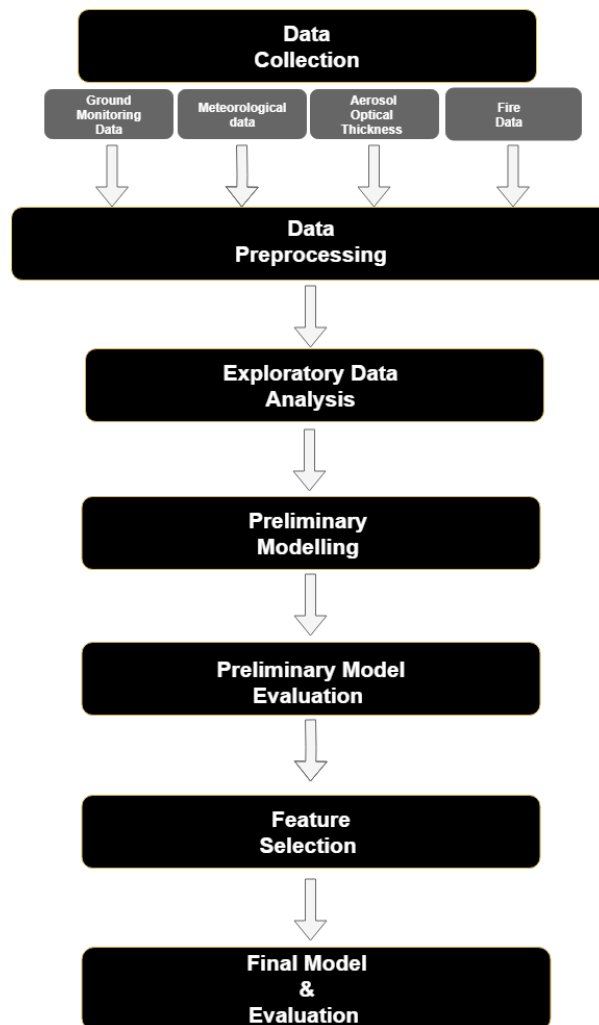 Data
Collection
Ground
Monitoring
Data
Meteorological
data
Aerosol
Optical
Thickness
Fire
Data
Data
Preprocessing
Exploratory Data
Analysis
Preliminary
Modelling
Preliminary Model
Evaluation
Feature
Selection
Final Model
&
Evaluation